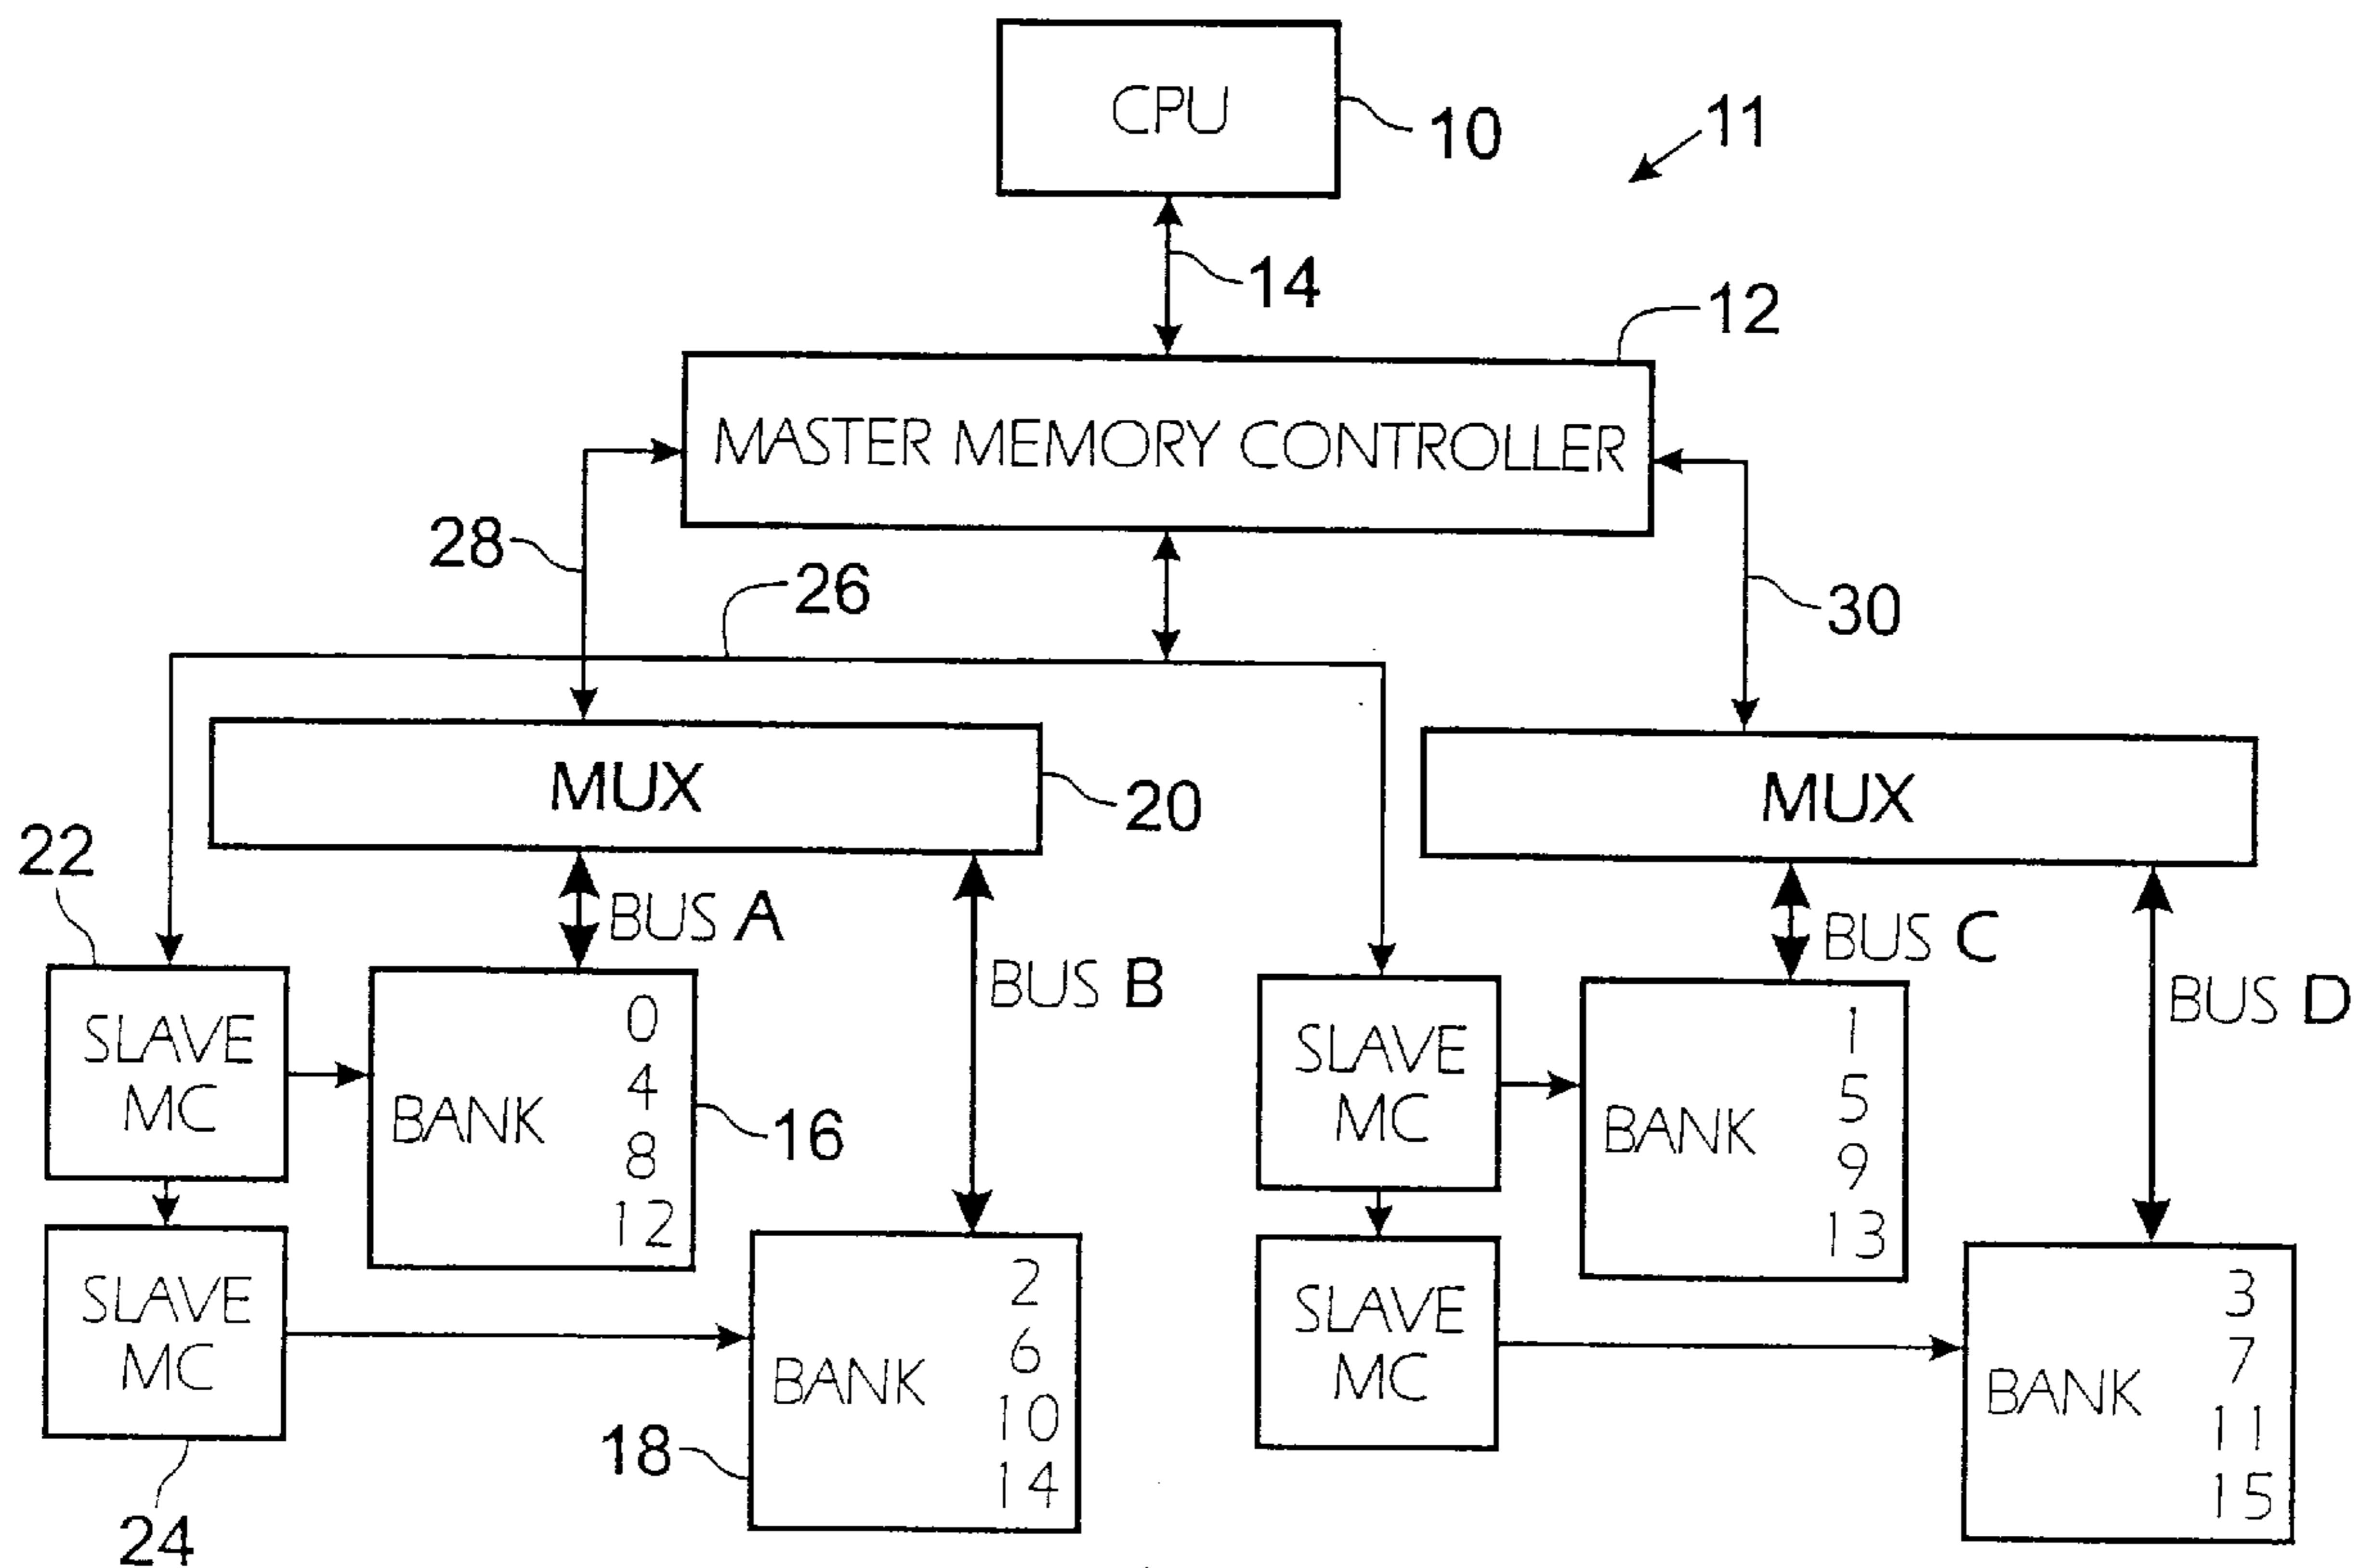 CPU
10
11
14
12
MASTER MEMORY CONTROLLER
28
26
30
MUX
20
MUX
22
BUS A
BUS B
BUS C
BUS D
SLAVE
MC
BANK
0
4
8
12
16
SLAVE
MC
BANK
1
5
9
13
SLAVE
MC
24
BANK
2
6
10
14
18
SLAVE
MC
BANK
3
7
11
15